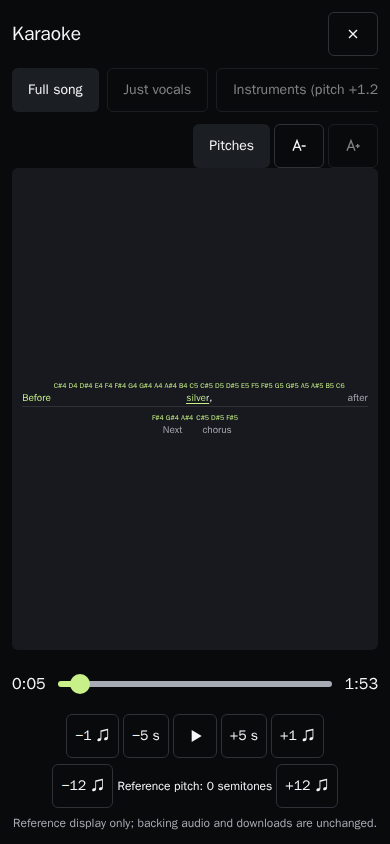 Karaoke
×
Full song Just vocals Instruments (pitch +1.2
Pitches A- A+
C#4 D4 D#4 E4 F4 F#4 G4 G#4 A4 A#4 B4 C5 C#5 D5 D#5 E5 F5 F#5 G5 G#5 A5 A#5 B5 C6
Before silver, after
F#4 G#4 A#4 C#5 D#5 F#5
Next chorus
0:05 1:53
−1 ♫ −5 s +5 s +1 ♫
−12 ♫ Reference pitch: 0 semitones +12 ♫
Reference display only; backing audio and downloads are unchanged.